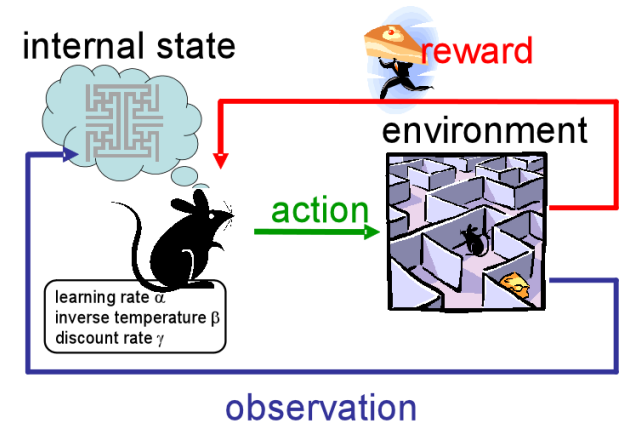 internal state
reward
environment
action
learning rate α
inverse temperature β
discount rate γ
observation